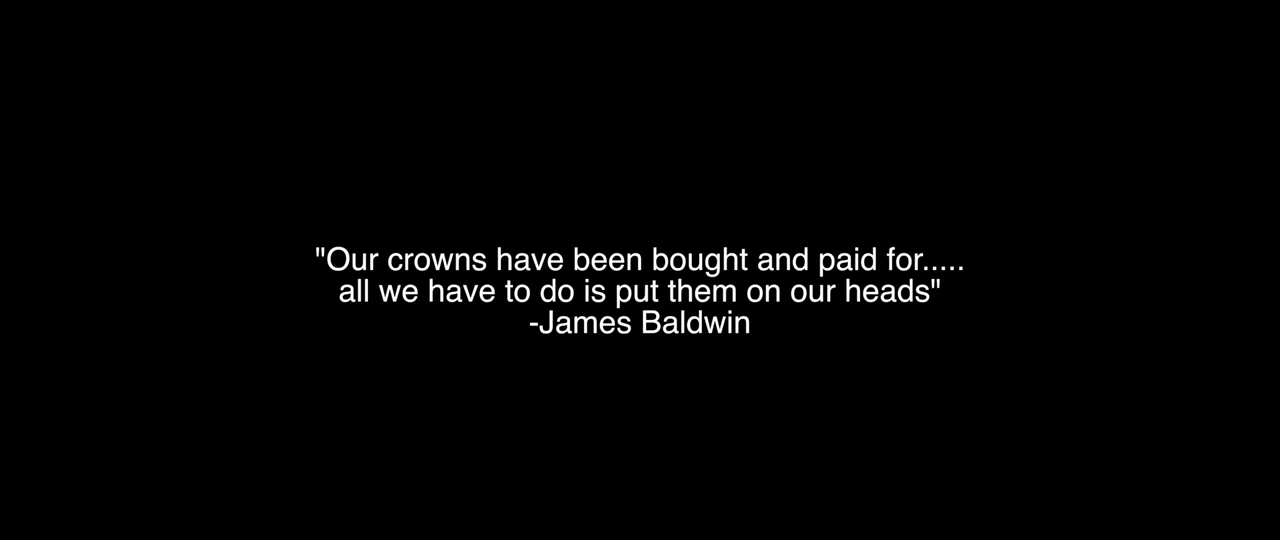 "Our crowns have been bought and paid for.....
all we have to do is put them on our heads"
-James Baldwin